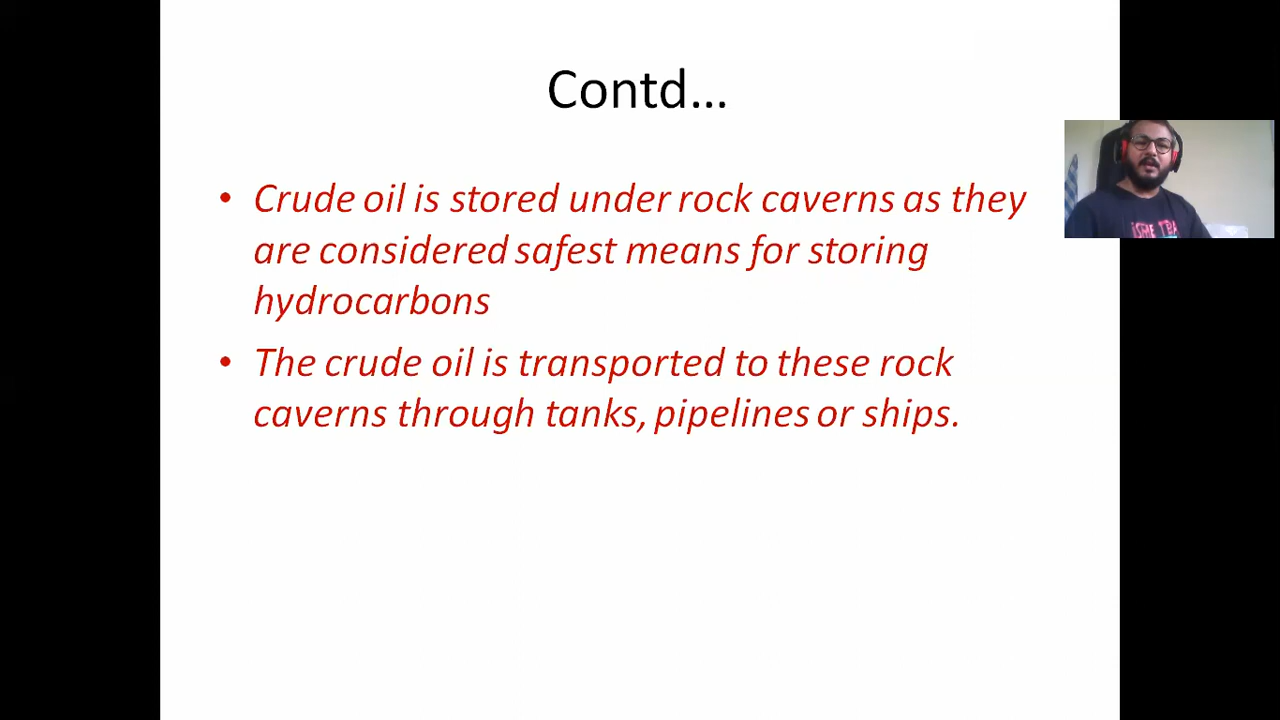 Contd...
• Crude oil is stored under rock caverns as they
are considered safest means for storing
hydrocarbons
• The crude oil is transported to these rock
caverns through tanks, pipelines or ships.